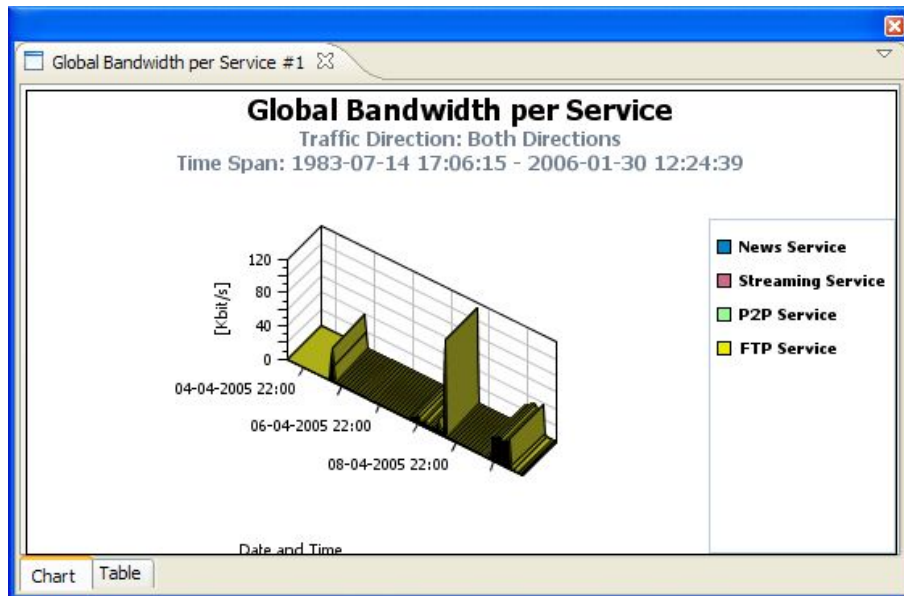 Global Bandwidth per Service #1
Global Bandwidth per Service
Traffic Direction: Both Directions
Time Span: 1983-07-14 17:06:15 - 2006-01-30 12:24:39
120
80
40
0
[Kbit/s]
04-04-2005 22:00
06-04-2005 22:00
08-04-2005 22:00
Date and Time
News Service
Streaming Service
P2P Service
FTP Service
Chart
Table